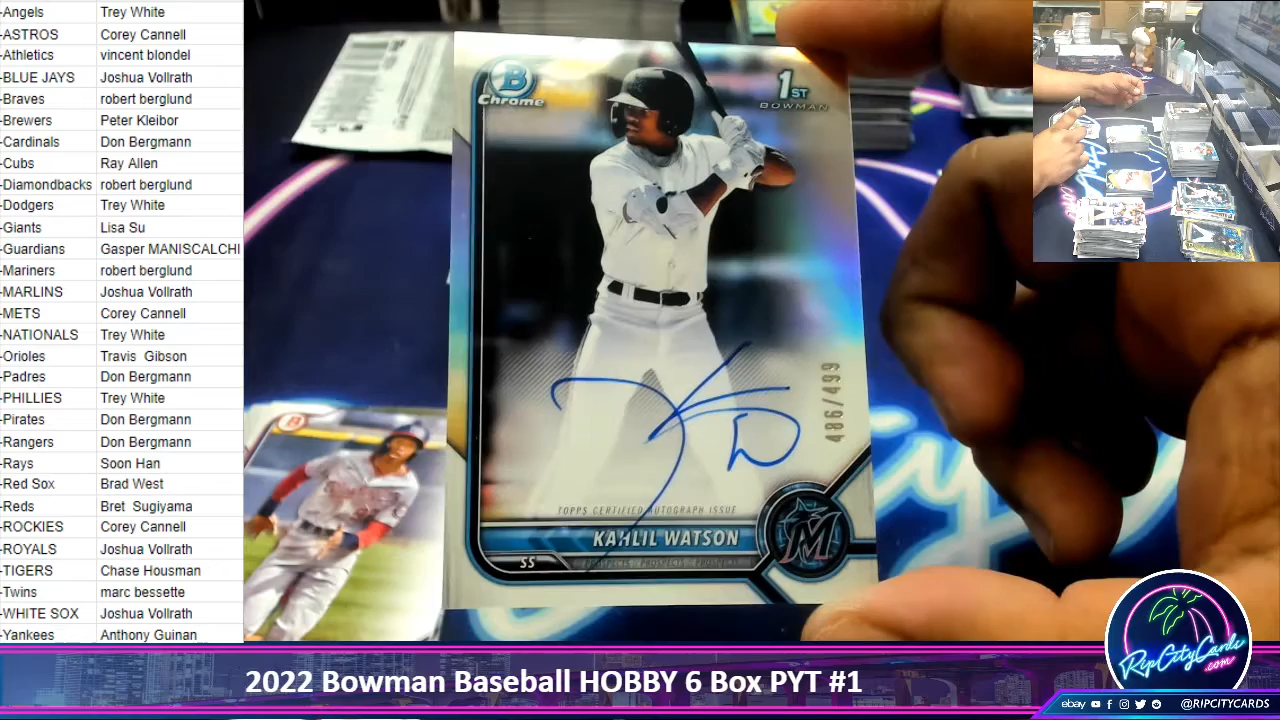 -Angels Trey White
-ASTROS Corey Cannell
-Athletics vincent blondel
-BLUE JAYS Joshua Vollrath
-Braves robert berglund
-Brewers Peter Kleibor
-Cardinals Don Bergmann
-Cubs Ray Allen
-Diamondbacks robert berglund
-Dodgers Trey White
-Giants Lisa Su
-Guardians Gasper MANISCALCHI
-Mariners robert berglund
-MARLINS Joshua Vollrath
-METS Corey Cannell
-NATIONALS Trey White
-Orioles Travis Gibson
-Padres Don Bergmann
-PHILLIES Trey White
-Pirates Don Bergmann
-Rangers Don Bergmann
-Rays Soon Han
-Red Sox Brad West
-Reds Bret Sugiyama
-ROCKIES Corey Cannell
-ROYALS Joshua Vollrath
-TIGERS Chase Housman
-Twins marc bessette
-WHITE SOX Joshua Vollrath
-Yankees Anthony Guinan
B
Chrome
1ST
BOWMAN
486/499
TOPPS CERTIFIED AUTOGRAPH ISSUE
KAHLIL WATSON
SS
PROSPECTS PROSPECTS PROSPECTS
M
B
2022 Bowman Baseball HOBBY 6 Box PYT #1
RipCityCards
.com
ebay
@RIPCITYCARDS